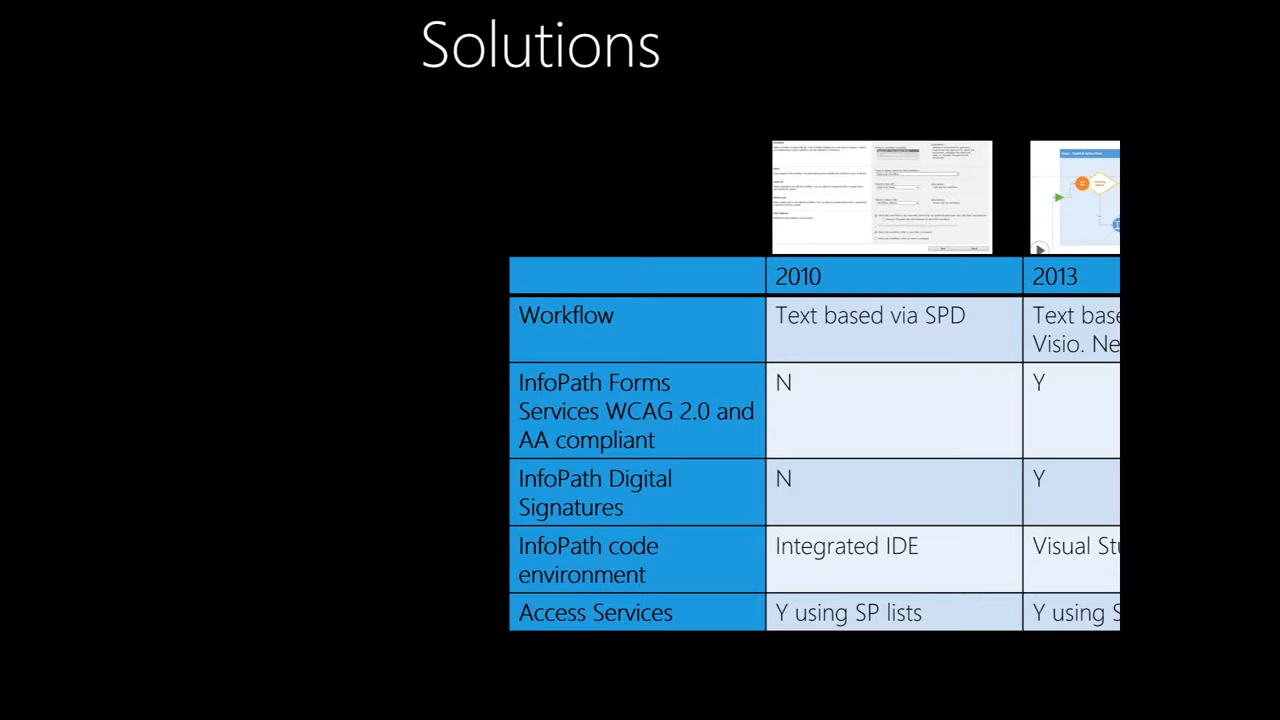 Solutions
2010
2013
Workflow
Text based via SPD
Text base
Visio. Ne
InfoPath Forms
Services WCAG 2.0 and
AA compliant
N
Y
InfoPath Digital
Signatures
N
Y
InfoPath code
environment
Integrated IDE
Visual St
Access Services
Y using SP lists
Y using S